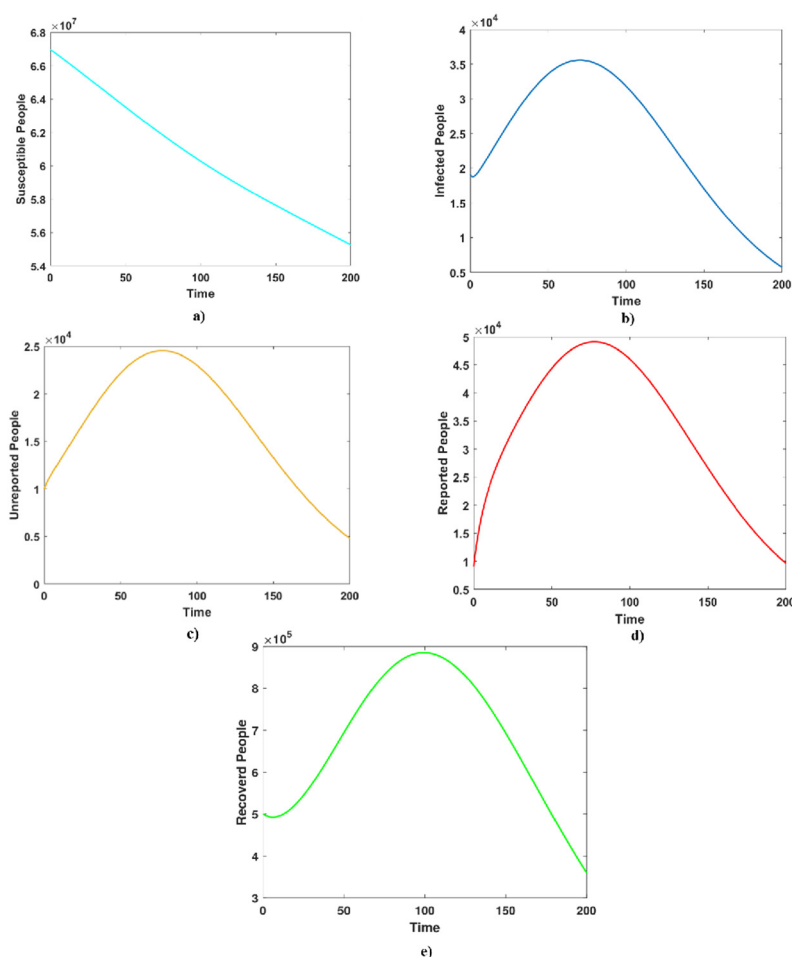 ×10^7
6.8
6.6
6.4
6.2
6
5.8
5.6
5.4
0 50 100 150 200
Susceptible People
Time
a)
×10^4
4
3.5
3
2.5
2
1.5
1
0.5
0 50 100 150 200
Infected People
Time
b)
×10^4
2.5
2
1.5
1
0.5
0
0 50 100 150 200
Unreported People
Time
c)
×10^4
5
4.5
4
3.5
3
2.5
2
1.5
1
0.5
0 50 100 150 200
Reported People
Time
d)
×10^5
9
8
7
6
5
4
3
0 50 100 150 200
Recoverd People
Time
e)